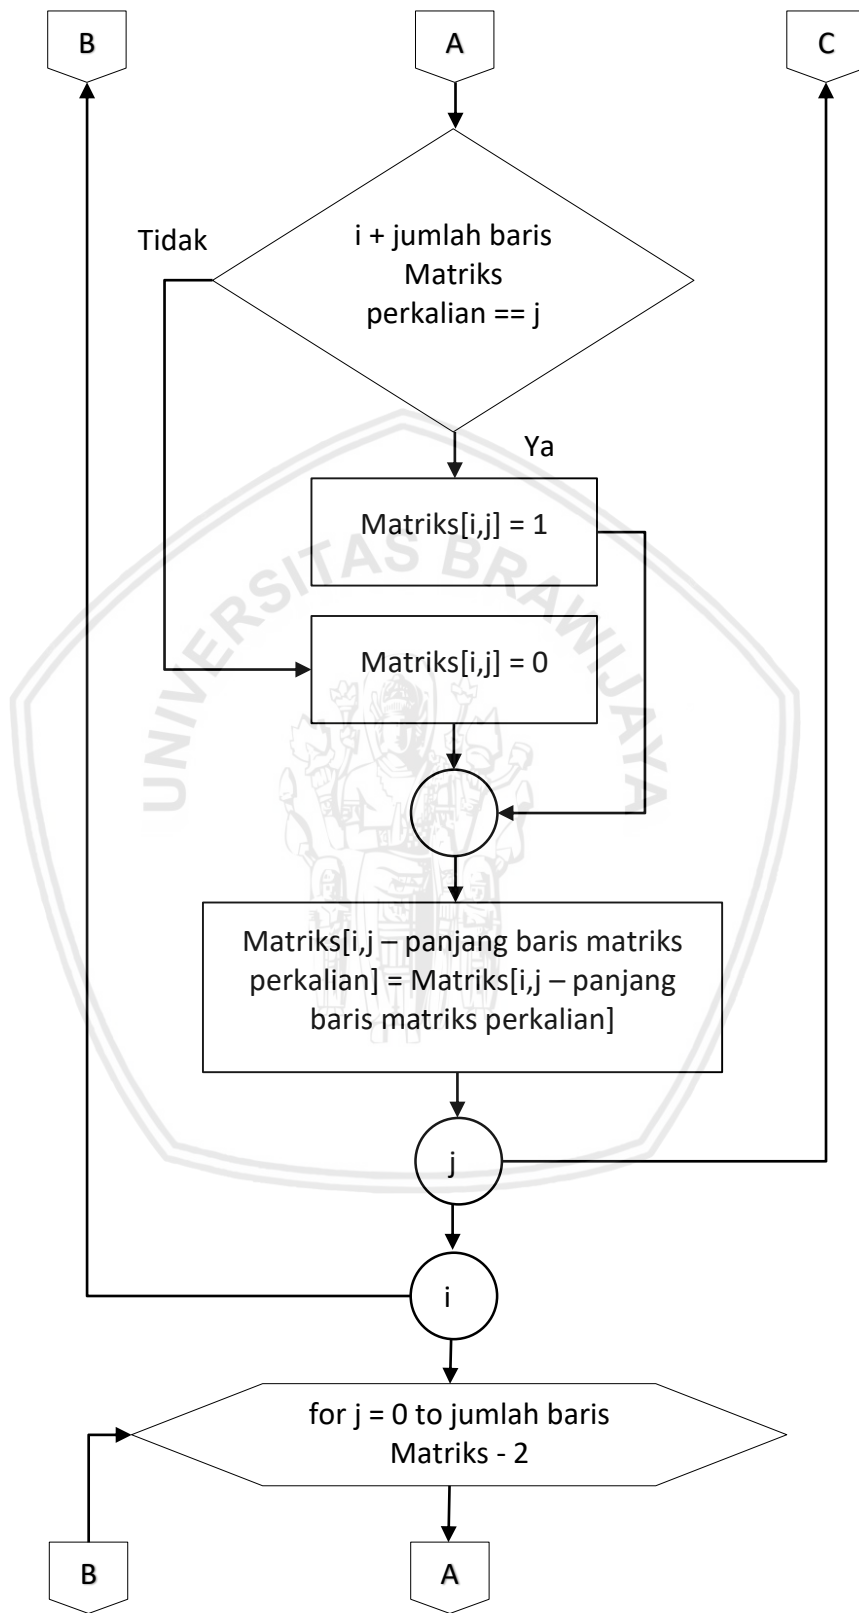 B
A
C
Tidak
i + jumlah baris
Matriks
perkalian == j
Ya
Matriks[i,j] = 1
UNIVERSITAS BRAWIJAYA
Matriks[i,j] = 0
Matriks[i,j – panjang baris matriks
perkalian] = Matriks[i,j – panjang
baris matriks perkalian]
j
i
for j = 0 to jumlah baris
Matriks - 2
B
A